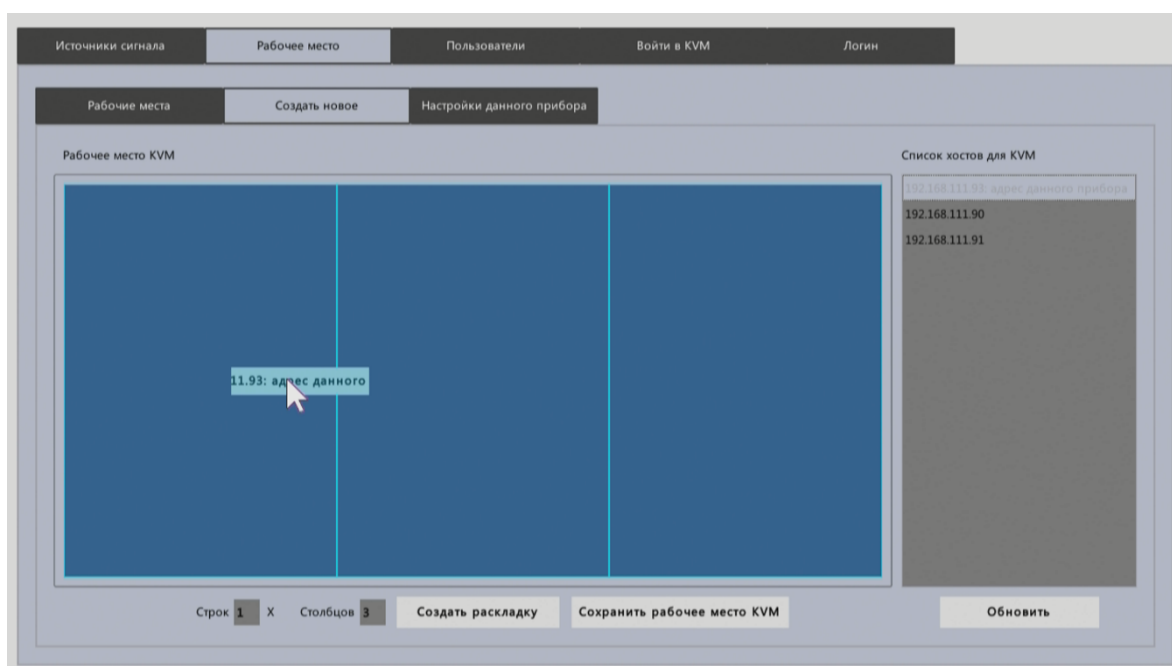 Источники сигнала Рабочее место Пользователи Войти в KVM Логин
Рабочие места Создать новое Настройки данного прибора
Рабочее место KVM Список хостов для KVM
192.168.111.93: адрес данного прибора
192.168.111.90
192.168.111.91
11.93: адрес данного
Строк 1 X Столбцов 3 Создать раскладку Сохранить рабочее место KVM Обновить